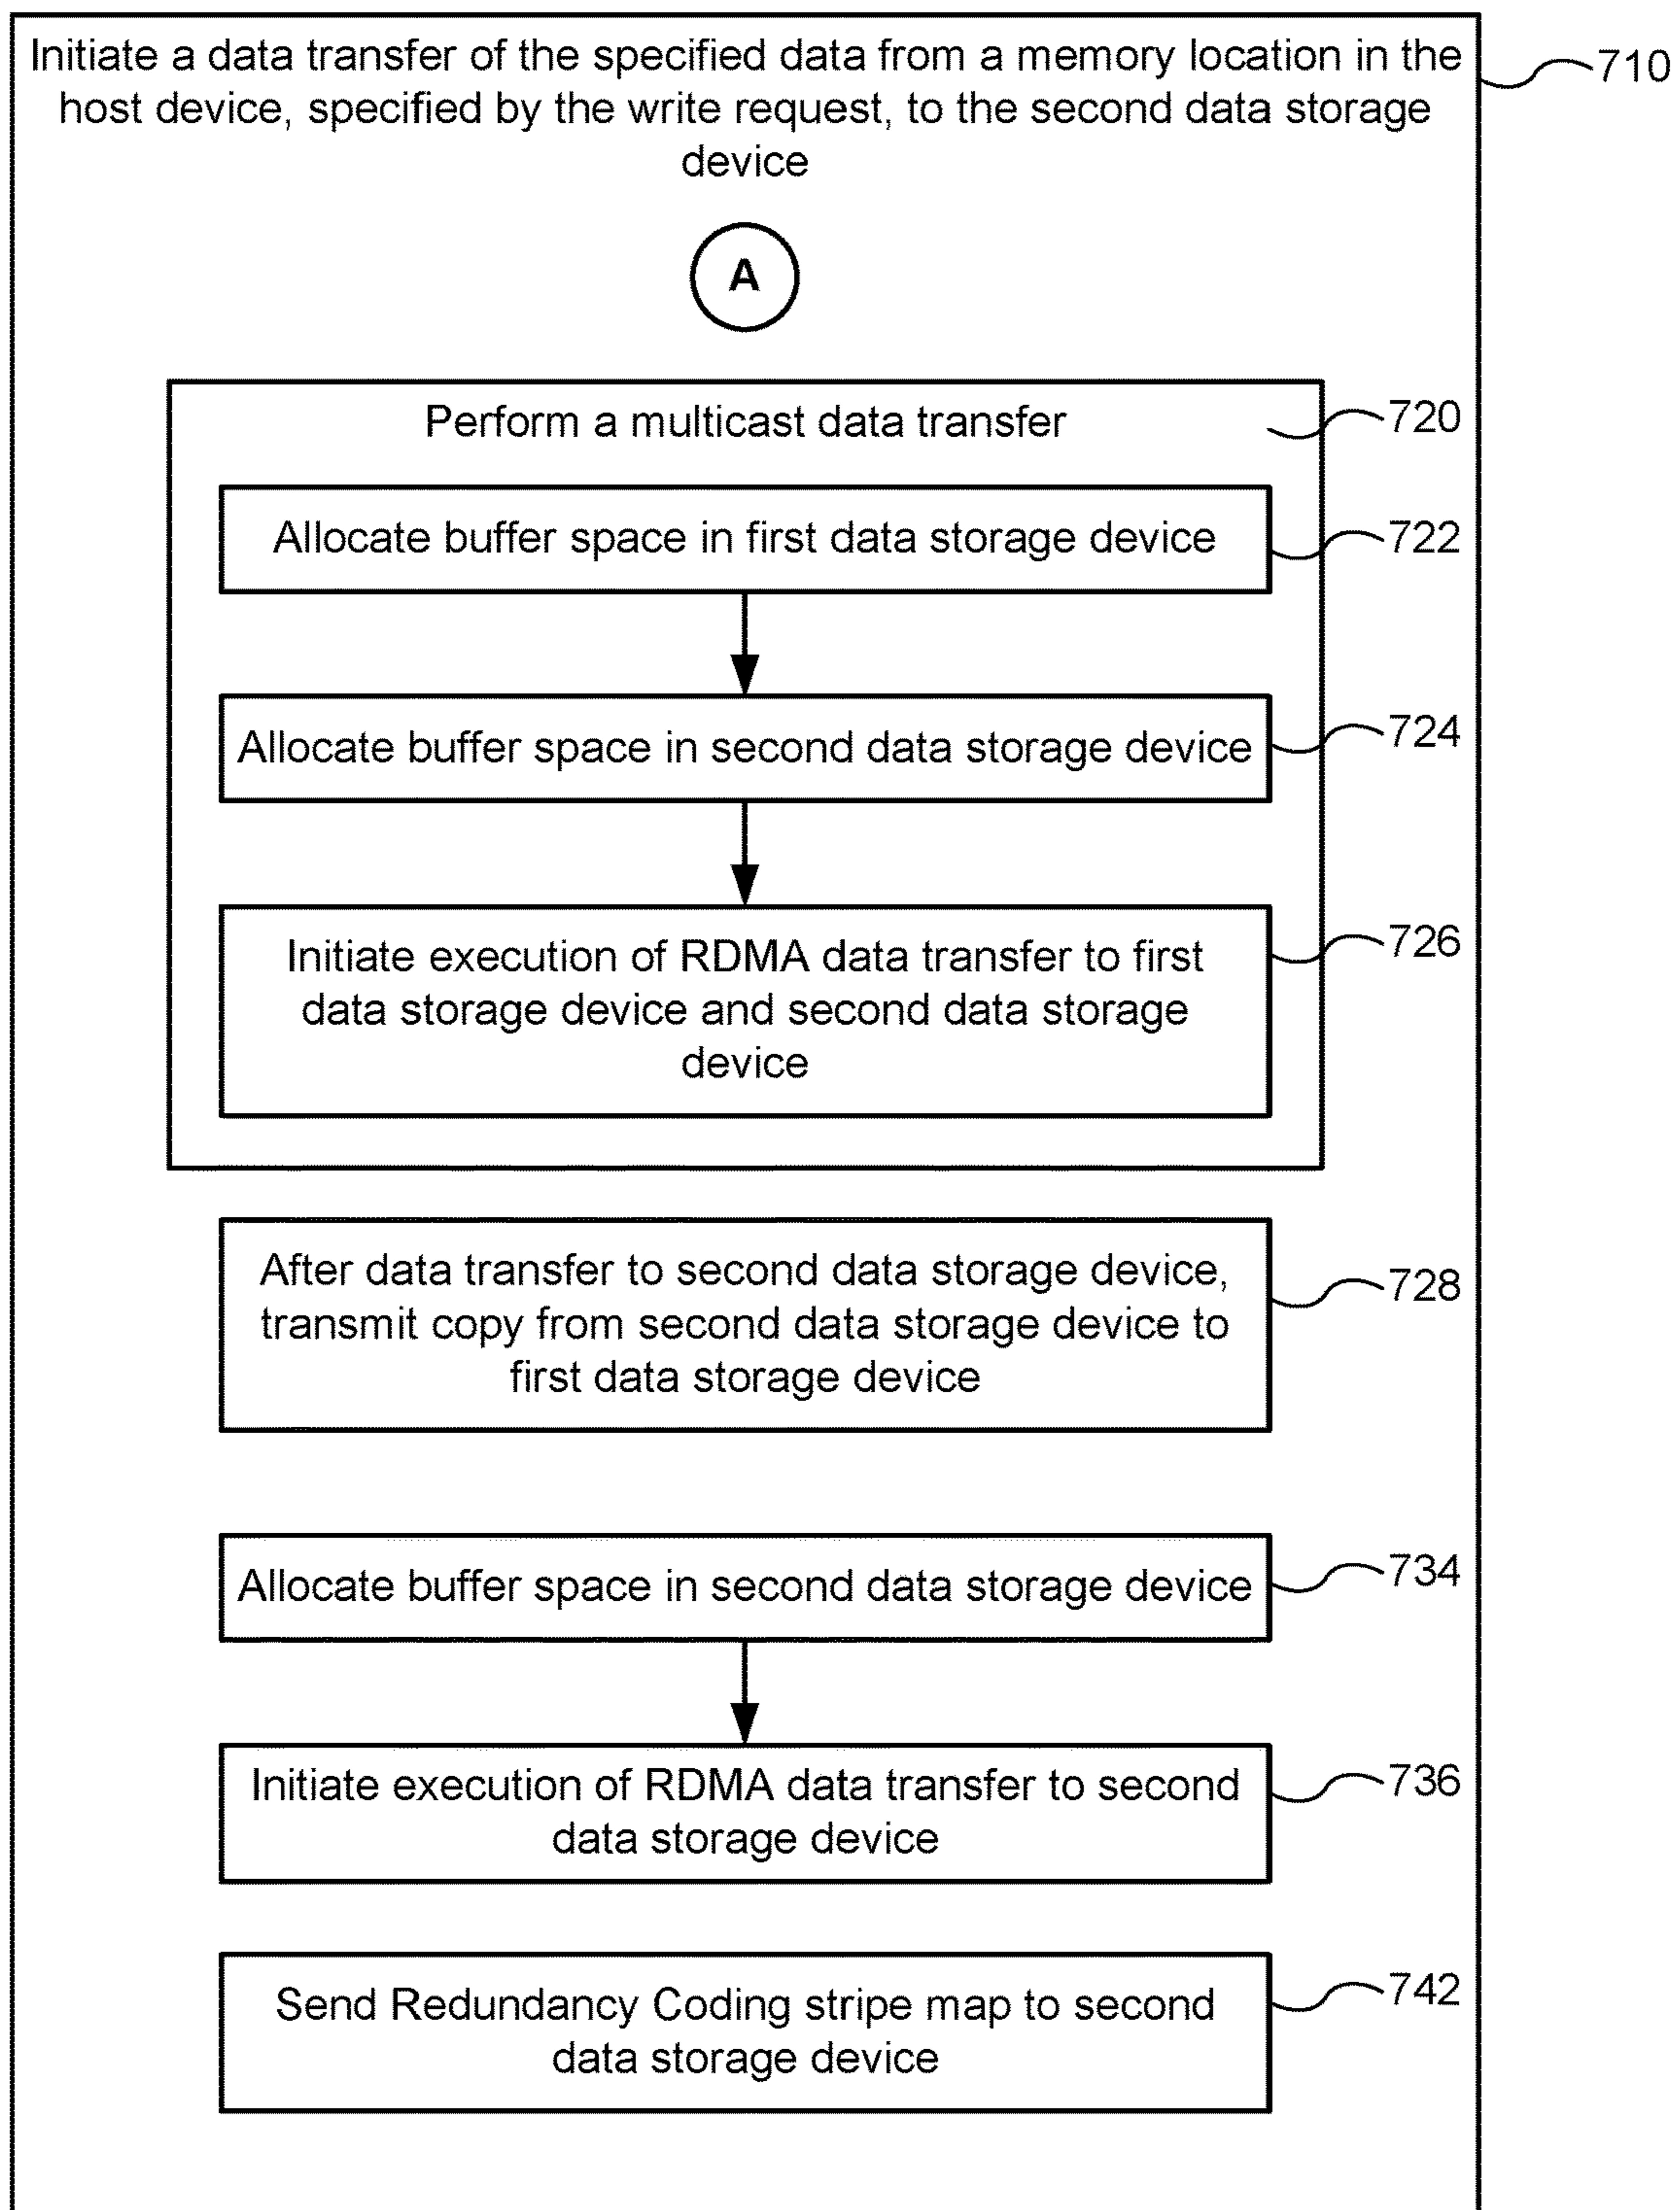 Initiate a data transfer of the specified data from a memory location in the
host device, specified by the write request, to the second data storage
device
710
A
Perform a multicast data transfer
720
Allocate buffer space in first data storage device
722
Allocate buffer space in second data storage device
724
Initiate execution of RDMA data transfer to first
data storage device and second data storage
device
726
After data transfer to second data storage device,
transmit copy from second data storage device to
first data storage device
728
Allocate buffer space in second data storage device
734
Initiate execution of RDMA data transfer to second
data storage device
736
Send Redundancy Coding stripe map to second
data storage device
742